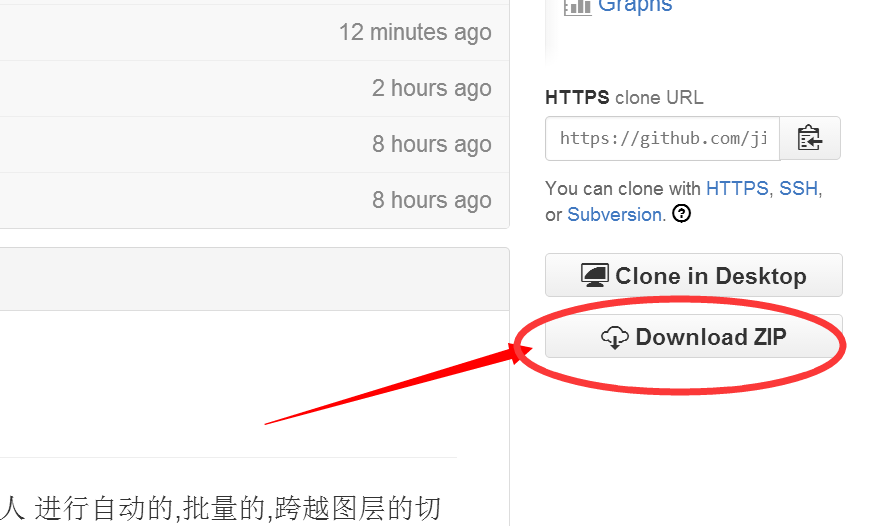 Graphs
12 minutes ago
2 hours ago
8 hours ago
8 hours ago
HTTPS clone URL
https://github.com/ji
You can clone with HTTPS, SSH,
or Subversion.
Clone in Desktop
Download ZIP
人 进行自动的,批量的,跨越图层的切